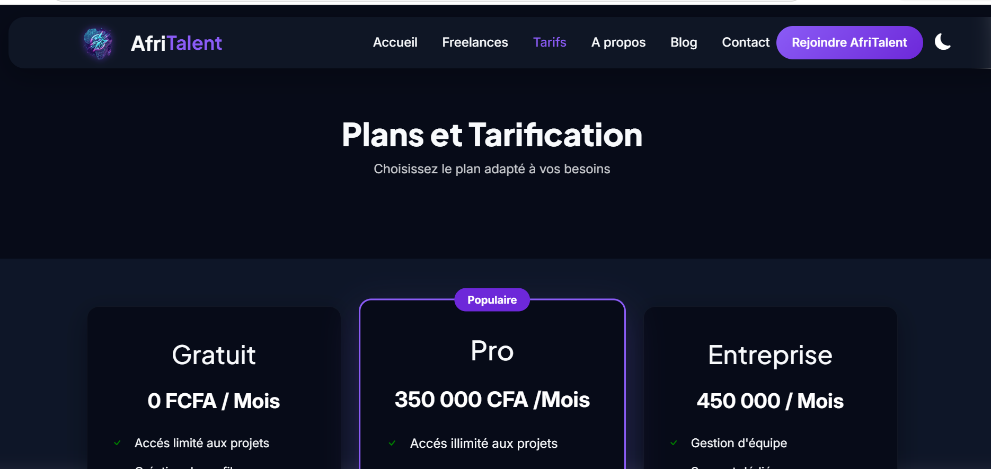 AfriTalent
Accueil Freelances Tarifs A propos Blog Contact Rejoindre AfriTalent
Plans et Tarification
Choisissez le plan adapté à vos besoins
Populaire
Gratuit
0 FCFA / Mois
Accés limité aux projets
Pro
350 000 CFA /Mois
Accés illimité aux projets
Entreprise
450 000 / Mois
Gestion d'équipe